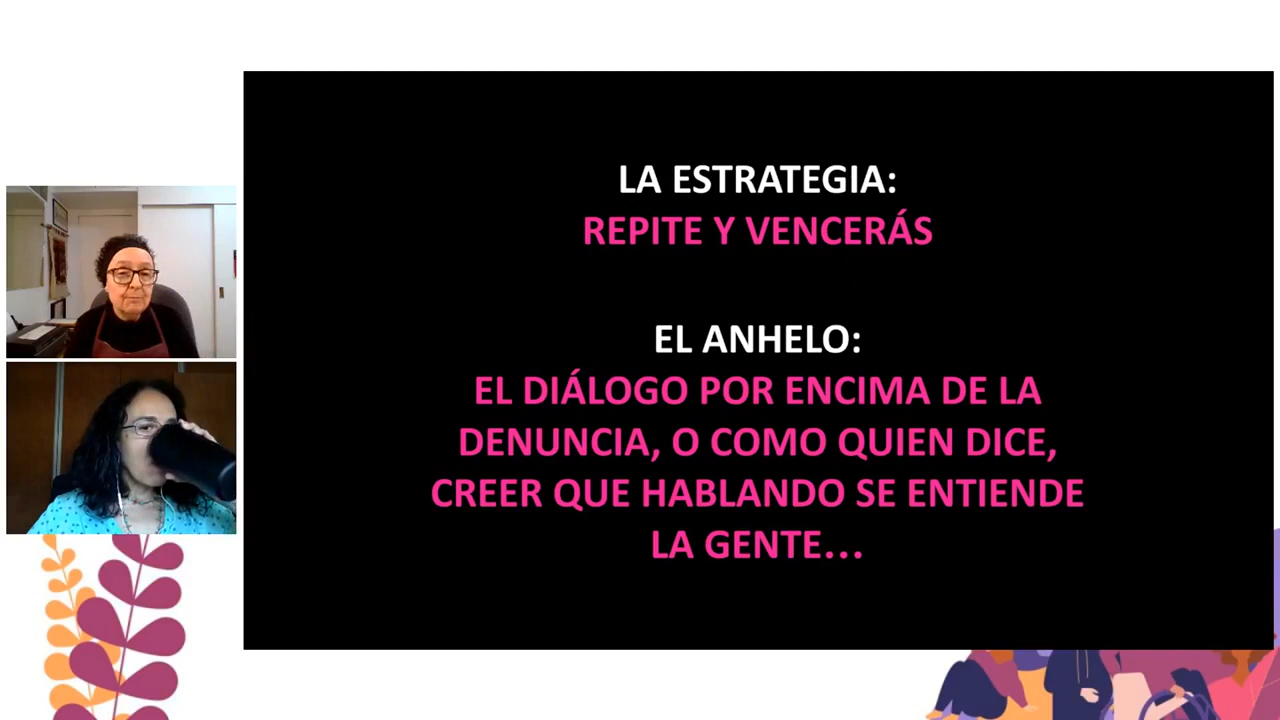 LA ESTRATEGIA:
REPITE Y VENCERÁS
EL ANHELO:
EL DIÁLOGO POR ENCIMA DE LA
DENUNCIA, O COMO QUIEN DICE,
CREER QUE HABLANDO SE ENTIENDE
LA GENTE...